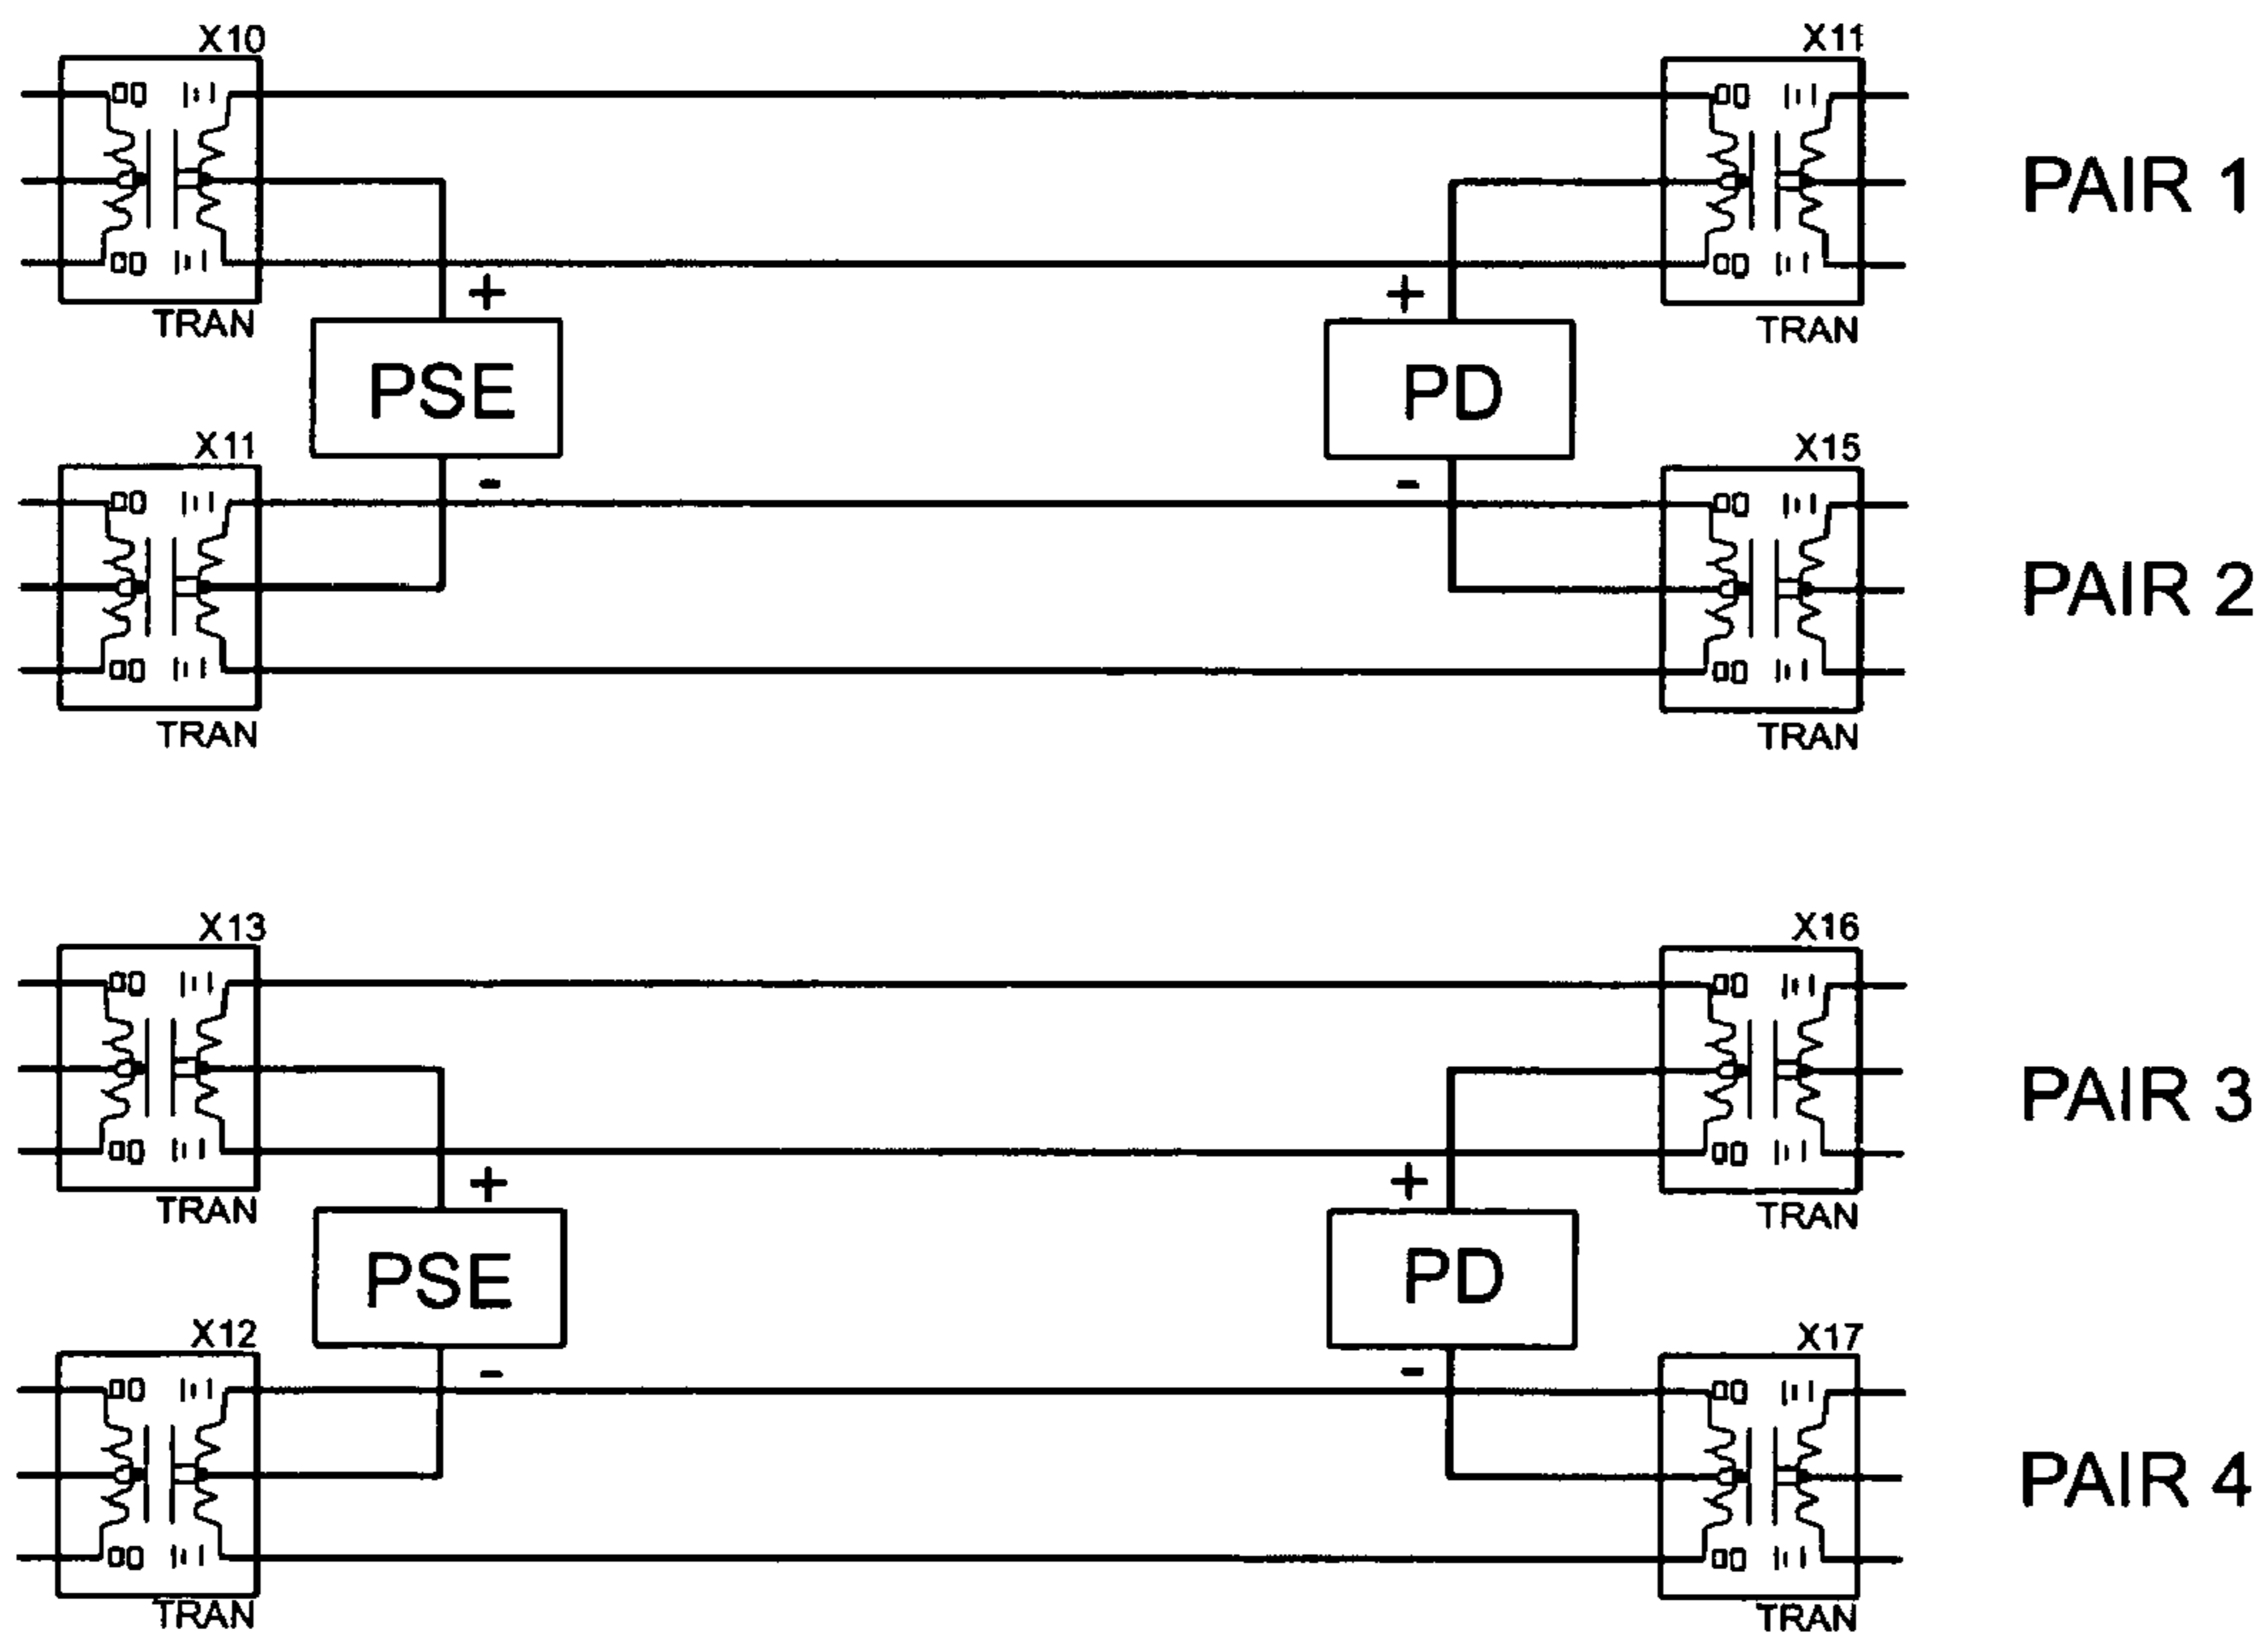 X10
X11
PAIR 1
+
+
TRAN
TRAN
PSE
PD
X11
X15
-
-
PAIR 2
TRAN
TRAN
X13
X16
PAIR 3
+
+
TRAN
TRAN
PSE
PD
X12
X17
-
-
PAIR 4
TRAN
TRAN